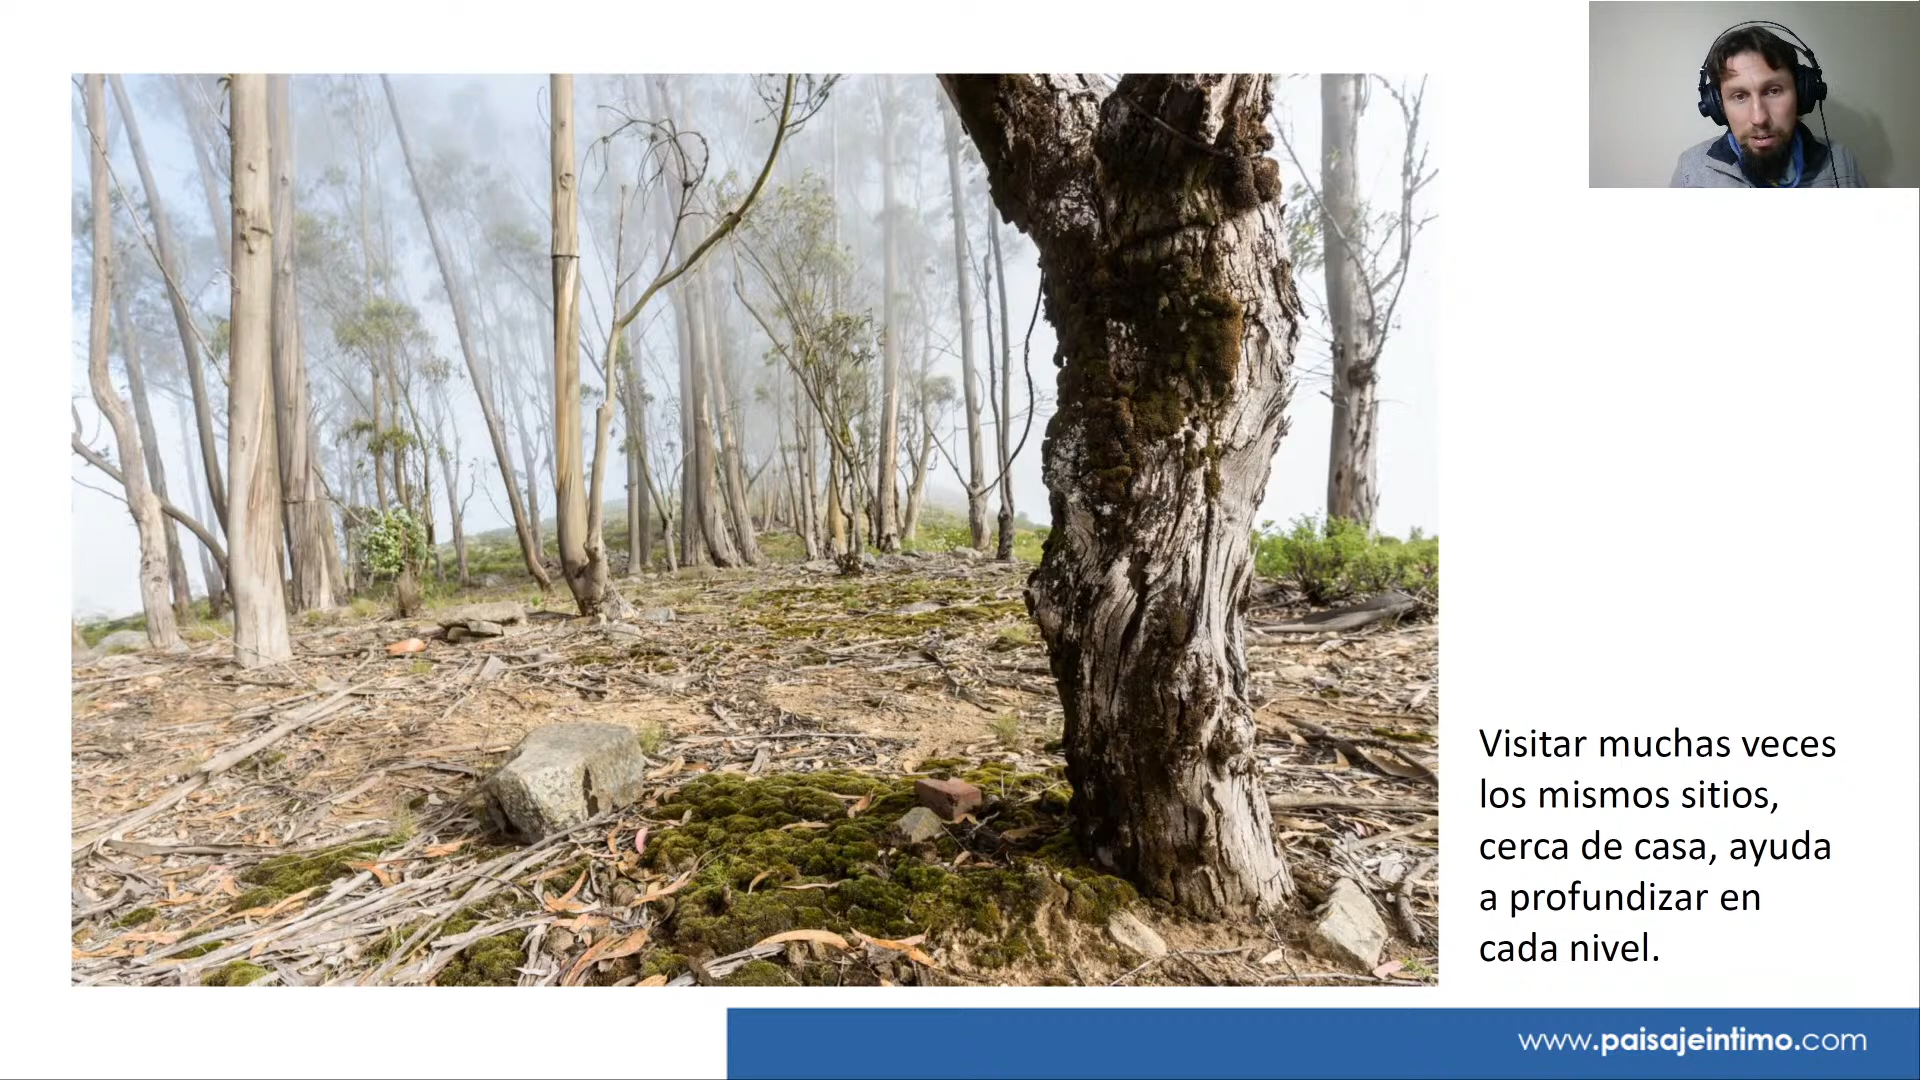 Visitar muchas veces
los mismos sitios,
cerca de casa, ayuda
a profundizar en
cada nivel.
www.paisajeintimo.com